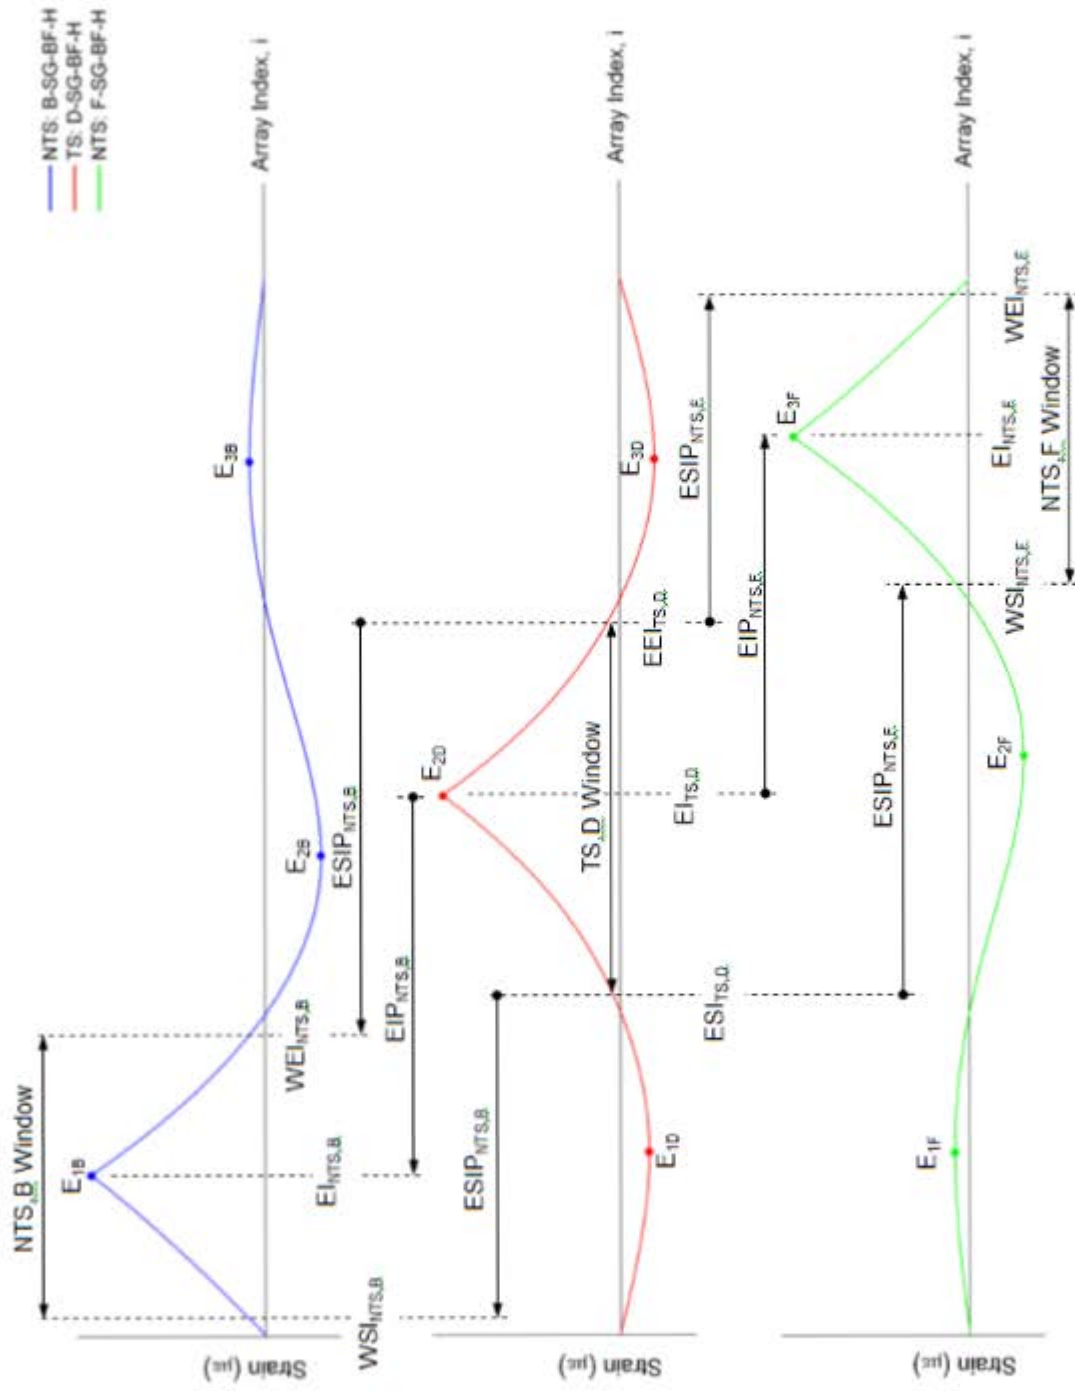 NTS: B-SG-BF-H
TS: D-SG-BF-H
NTS: F-SG-BF-H
NTS,B Window
E1B
E2B
E3B
Array Index, i
Strain (με)
WSINTS,B
EINTS,B
WEINTS,B
ESIPNTS,B
EIPNTS,B
ESIPNTS,B
E1D
E2D
E3D
Array Index, i
Strain (με)
TS,D Window
ESITS,D
EITS,D
EEITS,D
ESIPNTS,F
EIPNTS,F
ESIPNTS,F
E1F
E2F
E3F
Array Index, i
Strain (με)
WSINTS,F
EINTS,F
WEINTS,F
NTS,F Window